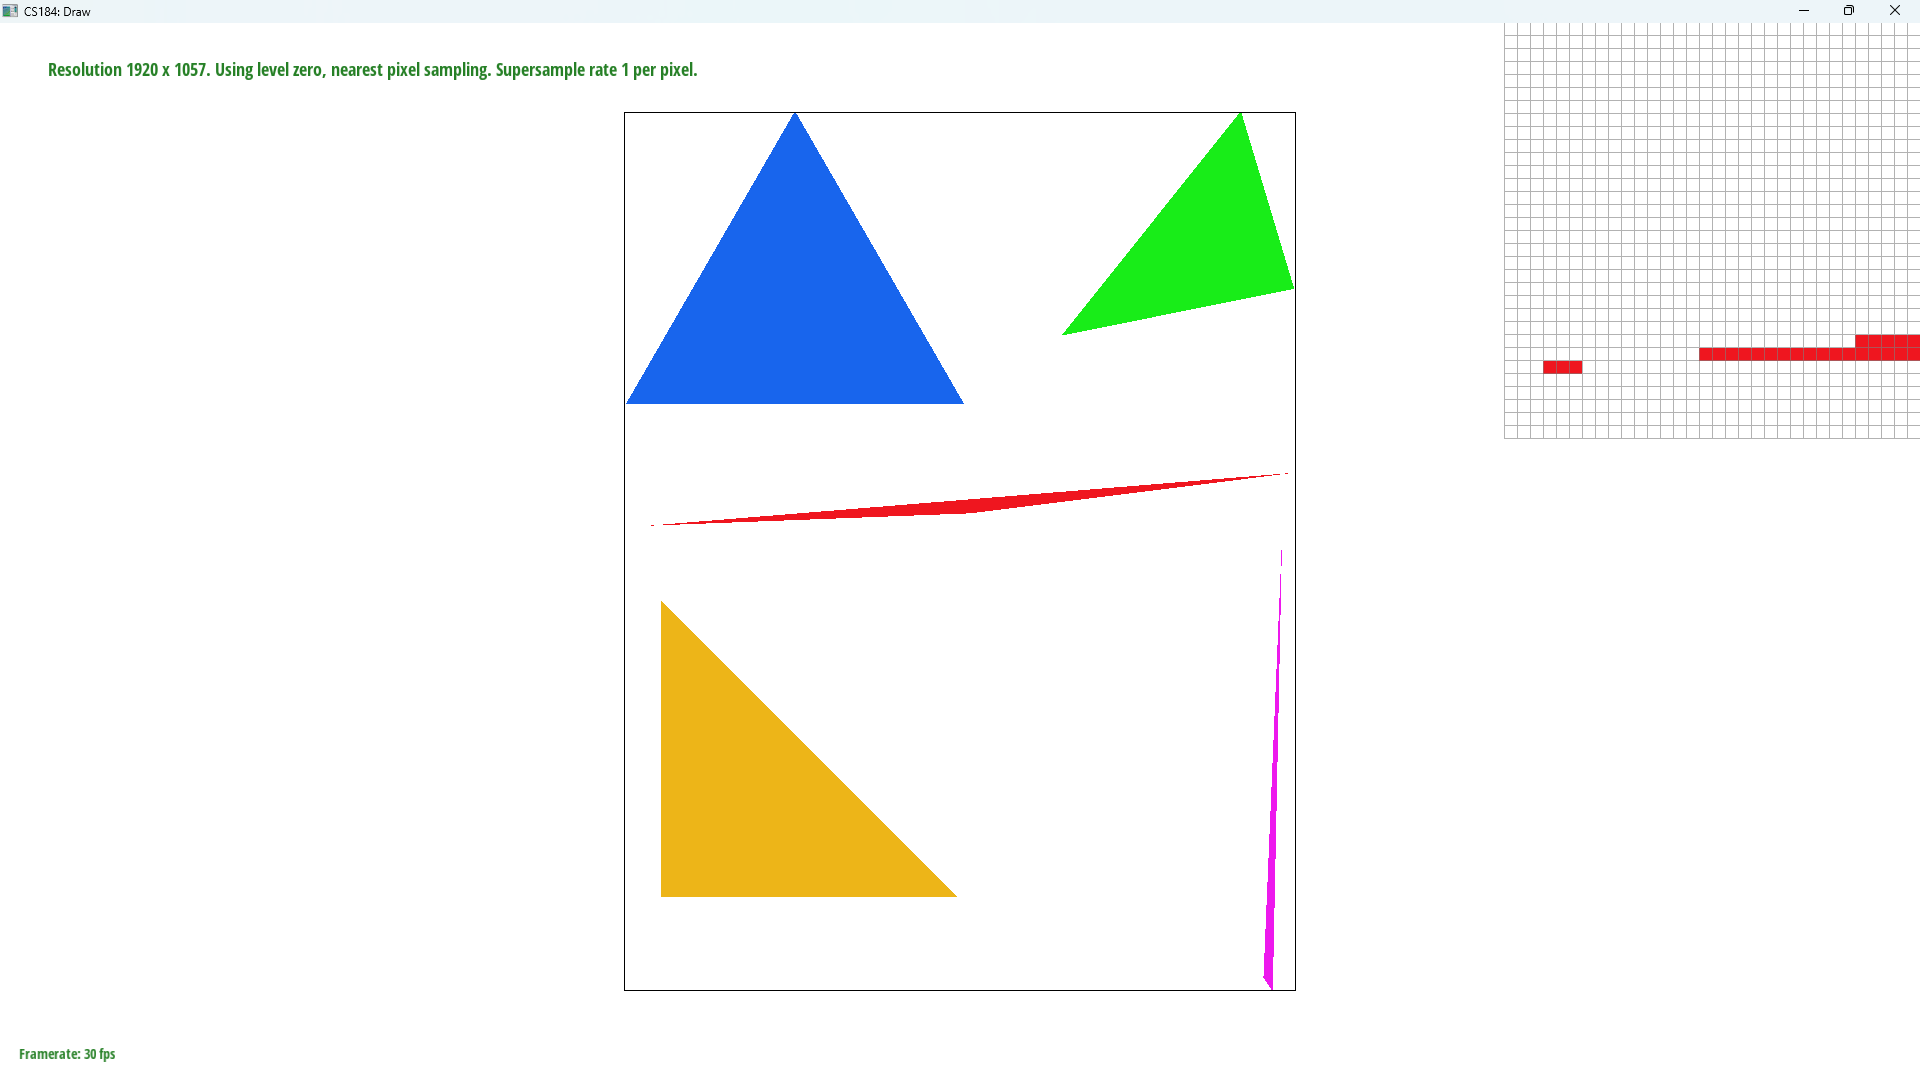 CS184: Draw
Resolution 1920 x 1057. Using level zero, nearest pixel sampling. Supersample rate 1 per pixel.
Framerate: 30 fps